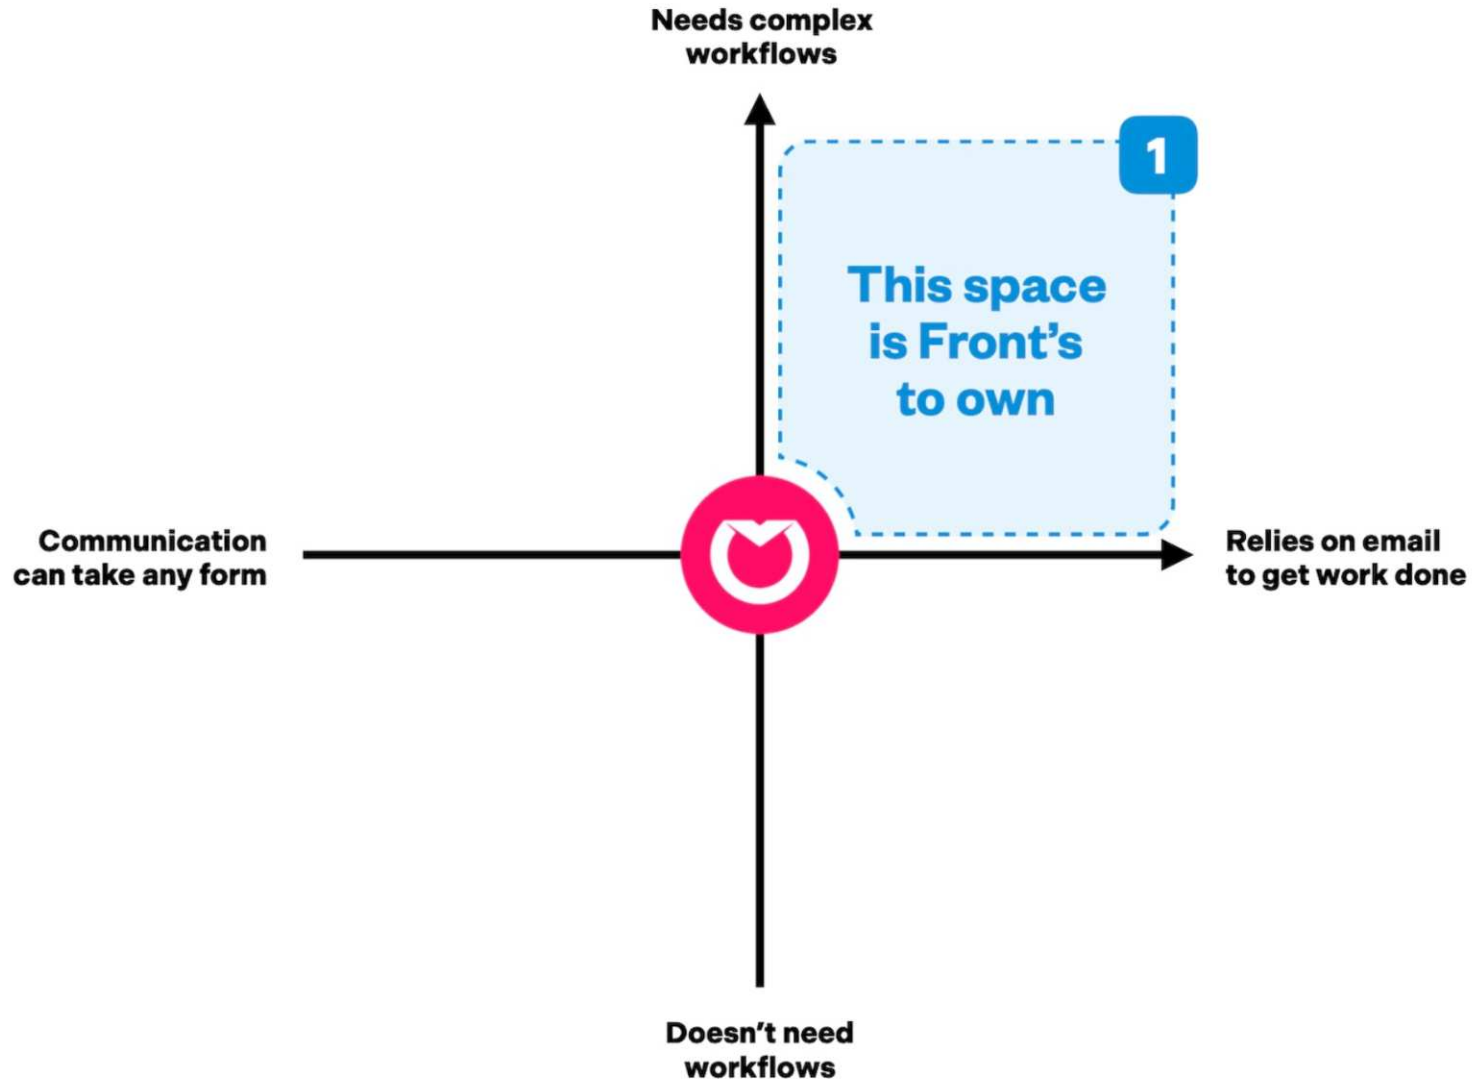 Needs complex
workflows
1
This space
is Front’s
to own
Communication
can take any form
Relies on email
to get work done
Doesn’t need
workflows